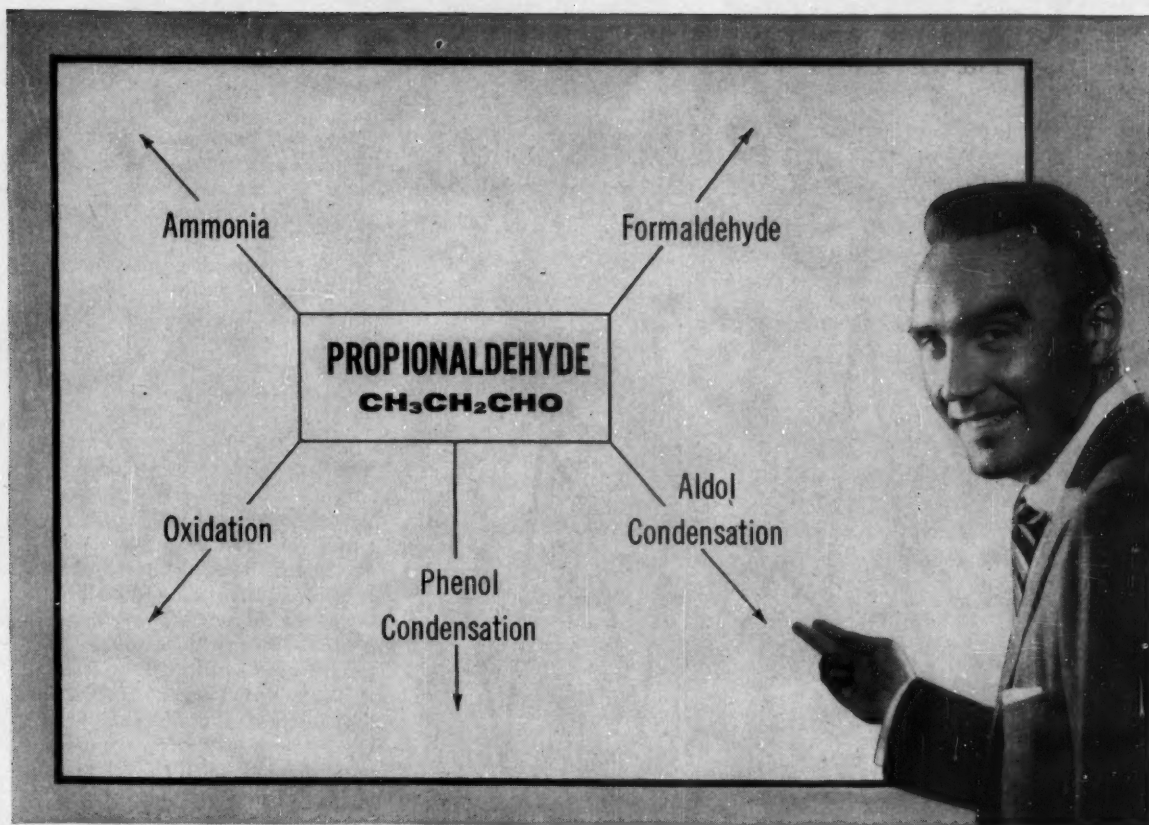 Ammonia
Formaldehyde
PROPIONALDEHYDE
CH₃CH₂CHO
Oxidation
Aldol
Condensation
Phenol
Condensation